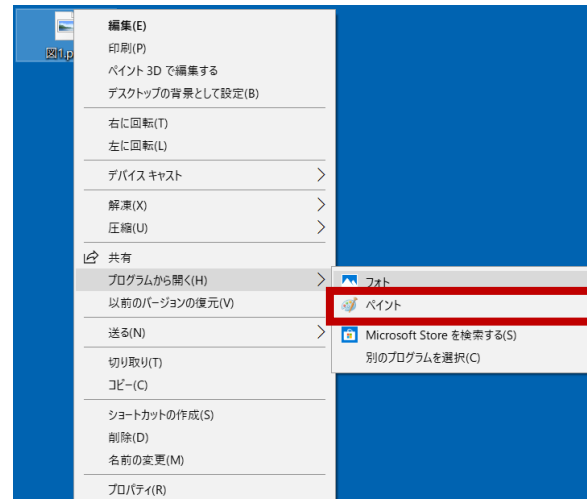 図1.p
編集(E)
印刷(P)
ペイント 3D で編集する
デスクトップの背景として設定(B)
右に回転(T)
左に回転(L)
デバイス キャスト
解凍(X)
圧縮(U)
共有
プログラムから開く(H)
以前のバージョンの復元(V)
フォト
ペイント
Microsoft Store を検索する(S)
別のプログラムを選択(C)
送る(N)
切り取り(T)
コピー(C)
ショートカットの作成(S)
削除(D)
名前の変更(M)
プロパティ(R)